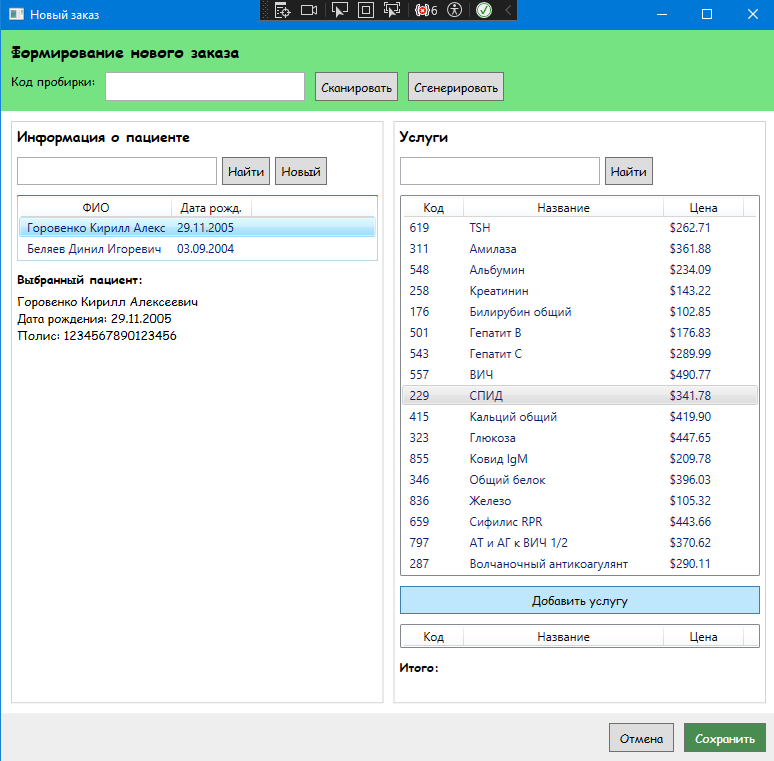 Новый заказ
6
Формирование нового заказа
Код пробирки:
Сканировать
Сгенерировать
Информация о пациенте
Найти
Новый
ФИО Дата рожд.
Горовенко Кирилл Алекс 29.11.2005
Беляев Динил Игоревич 03.09.2004
Выбранный пациент:
Горовенко Кирилл Алексеевич
Дата рождения: 29.11.2005
Полис: 1234567890123456
Услуги
Найти
Код Название Цена
619 TSH $262.71
311 Амилаза $361.88
548 Альбумин $234.09
258 Креатинин $143.22
176 Билирубин общий $102.85
501 Гепатит В $176.83
543 Гепатит С $289.99
557 ВИЧ $490.77
229 СПИД $341.78
415 Кальций общий $419.90
323 Глюкоза $447.65
855 Ковид IgM $209.78
346 Общий белок $396.03
836 Железо $105.32
659 Сифилис RPR $443.66
797 АТ и АГ к ВИЧ 1/2 $370.62
287 Волчаночный антикоагулянт $290.11
Добавить услугу
Код Название Цена
Итого:
Отмена
Сохранить